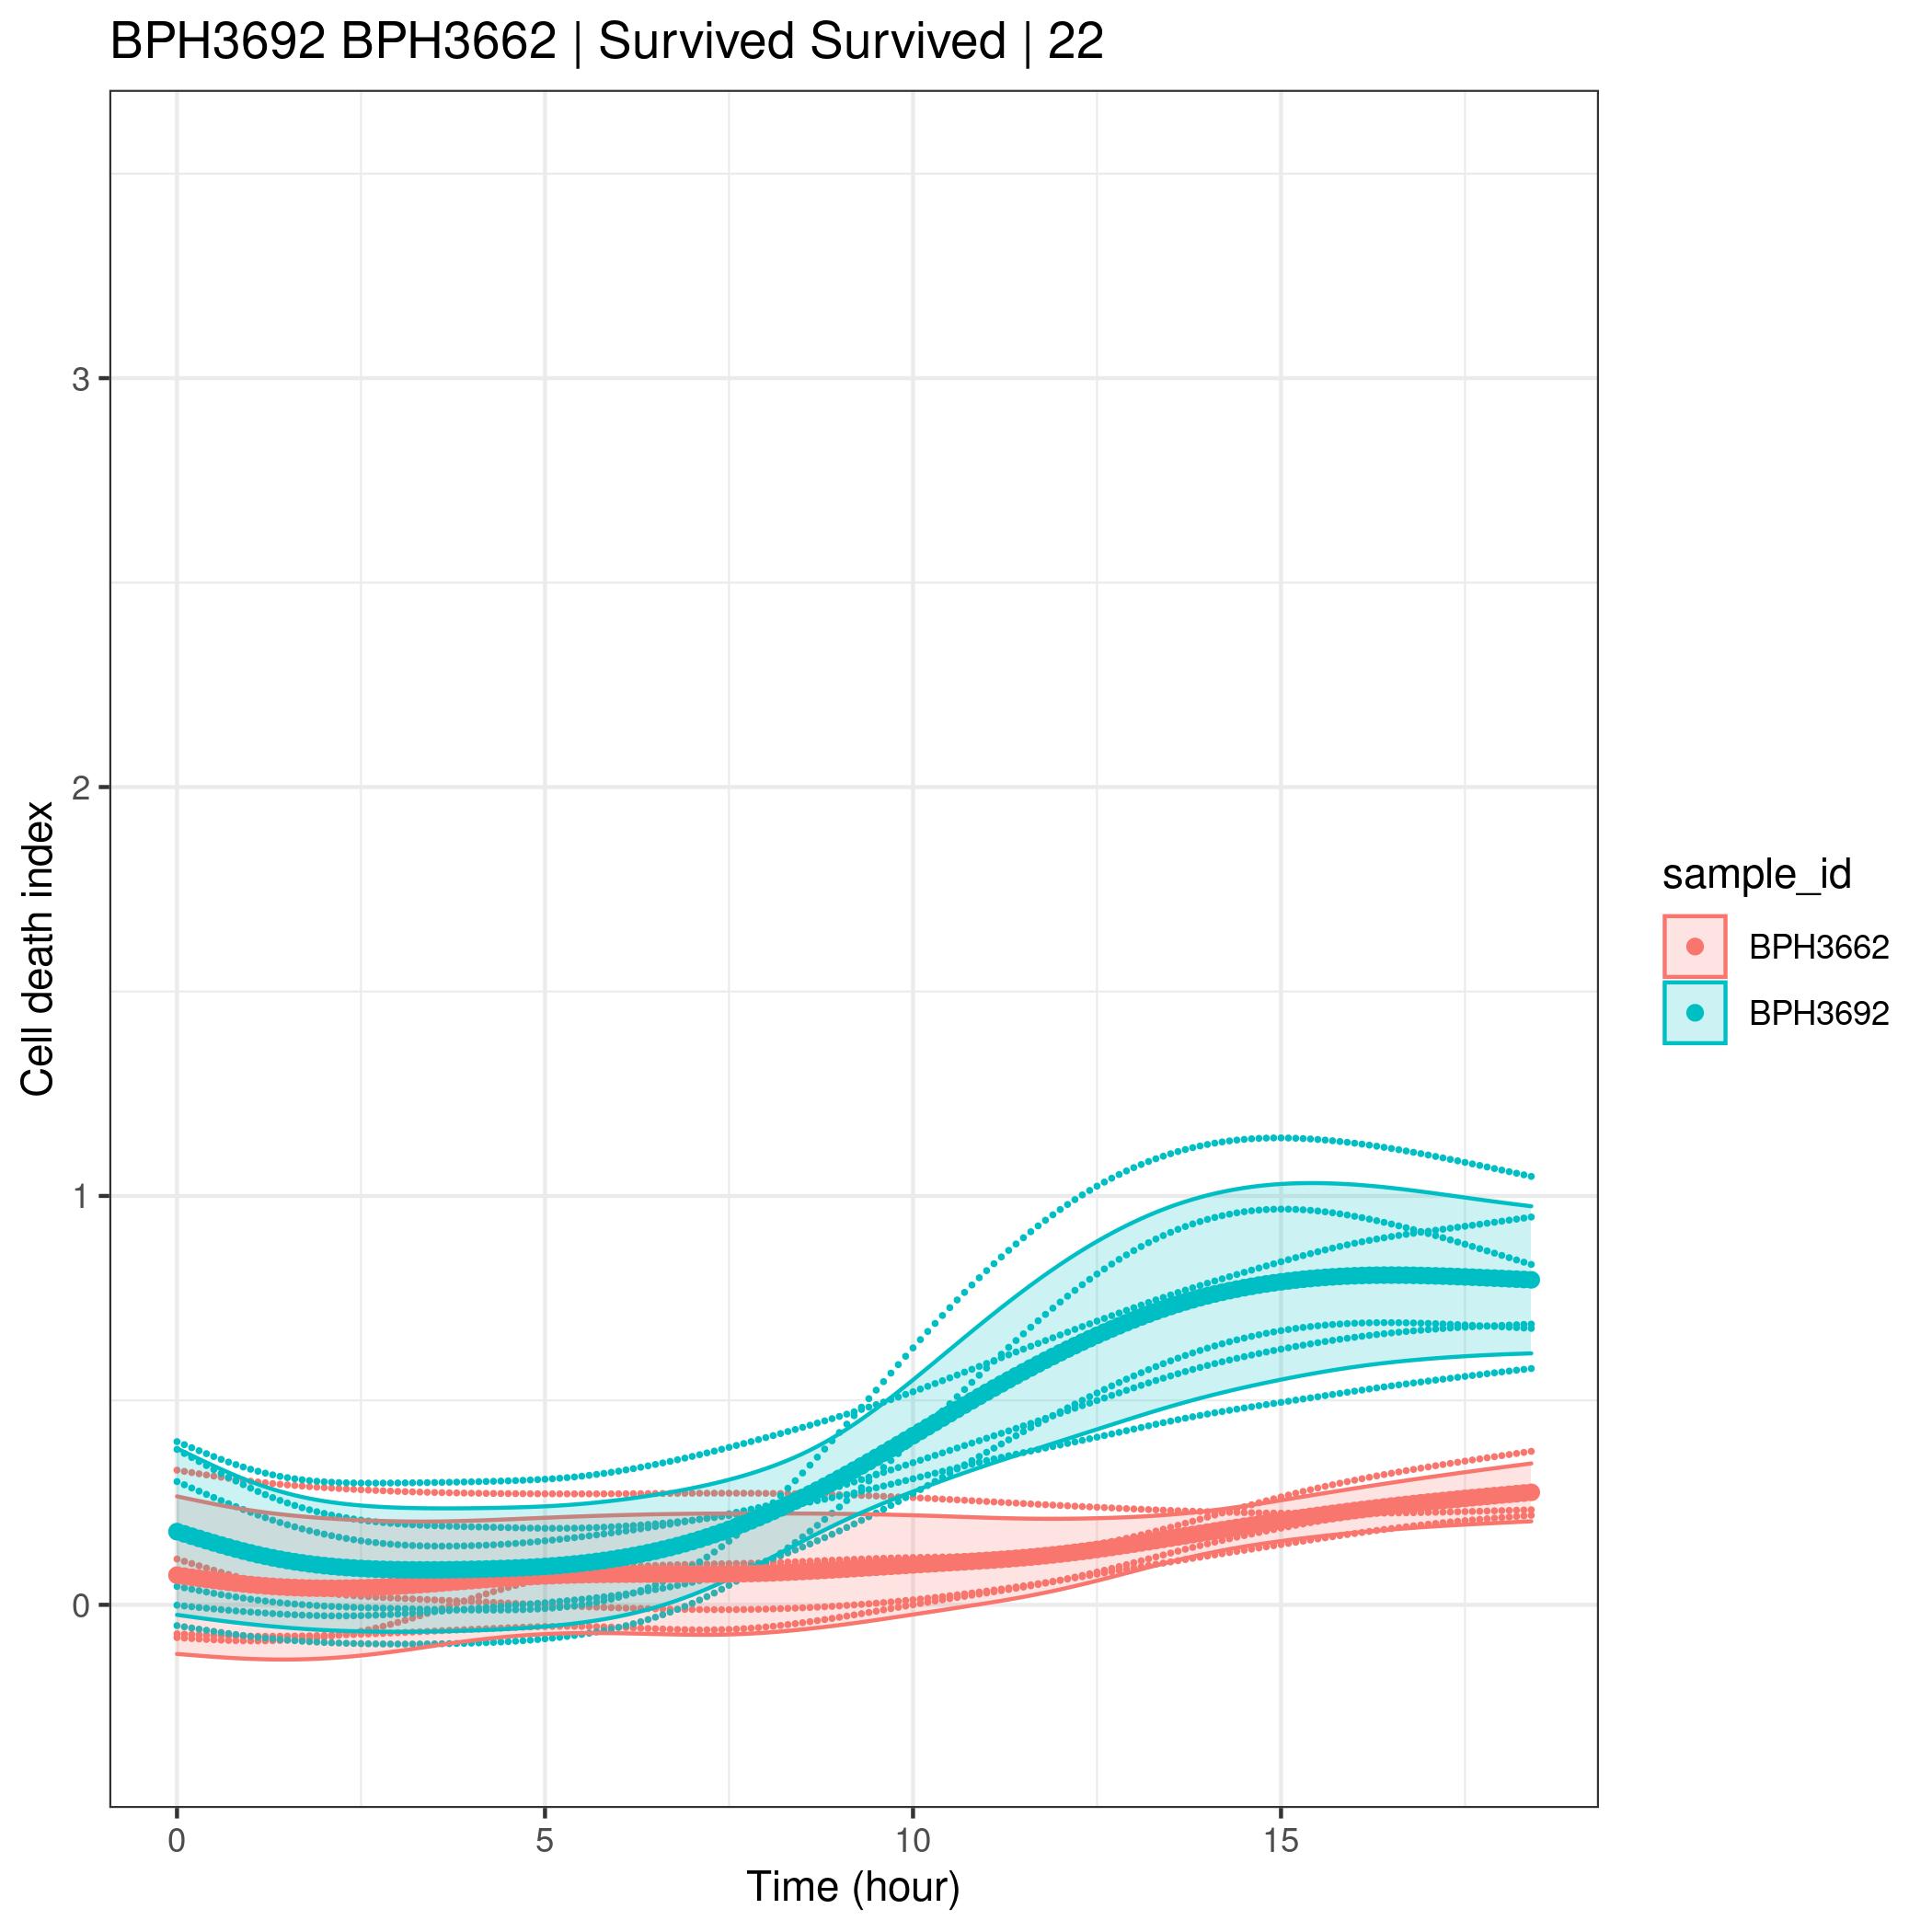 BPH3692 BPH3662 | Survived Survived | 22
3
2
1
0
Cell death index
0 5 10 15
Time (hour)
sample_id
BPH3662
BPH3692